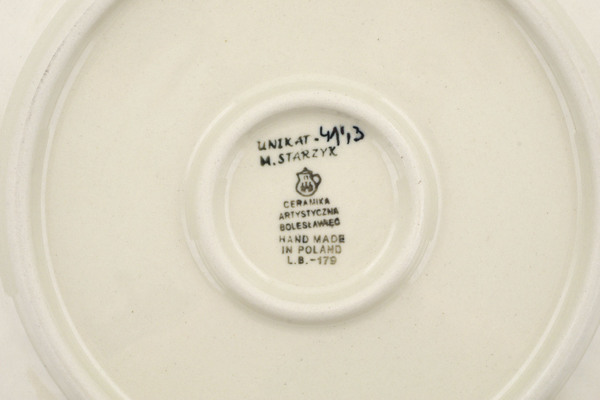 UNIKAT-41',3
M.STARZYK
CERAMIKA
ARTYSTYCZNA
BOLESŁAWIEC
HAND MADE
IN POLAND
L.B.-179